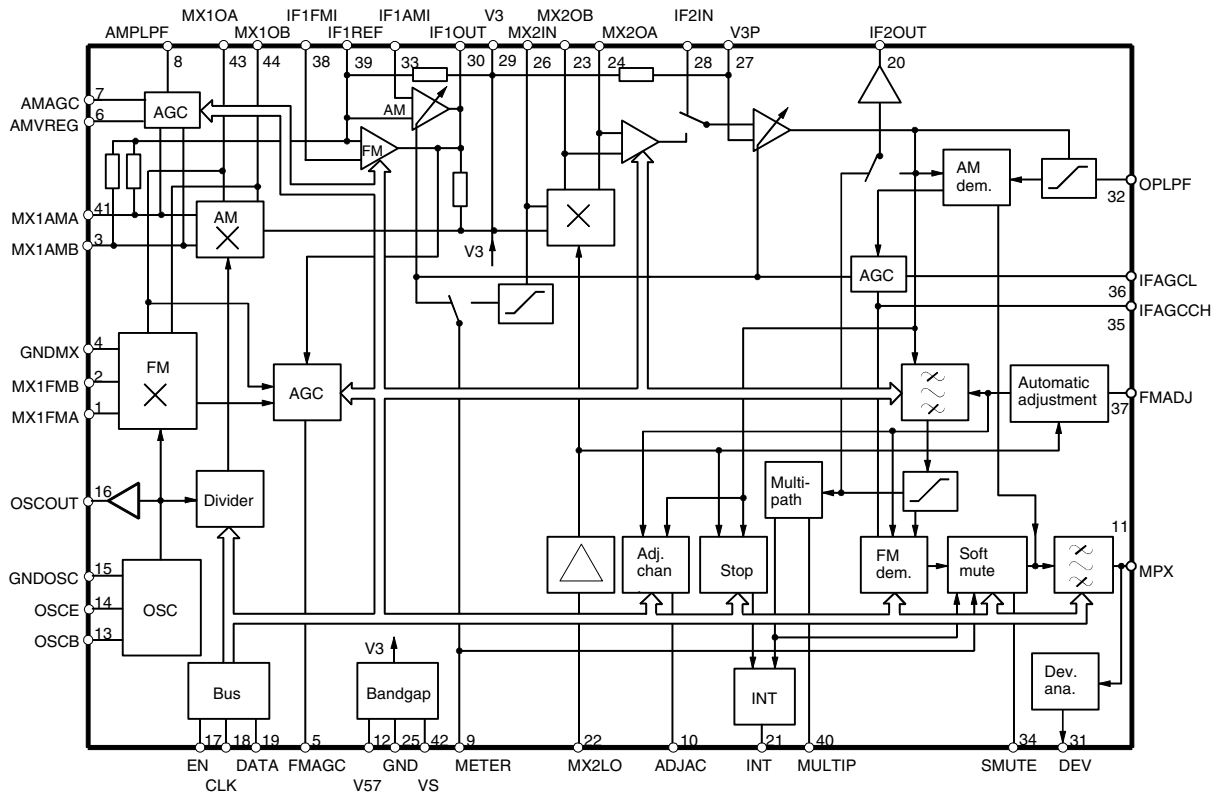 MX1OA
IF1FMI
IF1AMI
V3
MX2OB
IF2IN
AMPLPF
MX1OB
IF1REF
IF1OUT
MX2IN
MX2OA
V3P
IF2OUT
8
43
44
38
39
33
30
29
26
23
24
28
27
20
AMAGC
7
AMVREG
6
AGC
AM
FM
AM
dem.
32
OPLPF
MX1AMA
41
MX1AMB
3
AM
V3
AGC
36
IFAGCL
35
IFAGCCH
GNDMX
4
MX1FMB
2
MX1FMA
1
FM
AGC
Automatic
adjustment
37
FMADJ
OSCOUT
16
Divider
Multi-
path
11
GNDOSC
15
OSCE
14
OSCB
13
OSC
Adj.
chan
Stop
FM
dem.
Soft
mute
MPX
V3
Bus
Bandgap
INT
Dev.
ana.
17
18
19
5
12
25
42
9
22
10
21
40
34
31
EN
DATA
FMAGC
GND
METER
MX2LO
ADJAC
INT
MULTIP
SMUTE
DEV
CLK
V57
VS